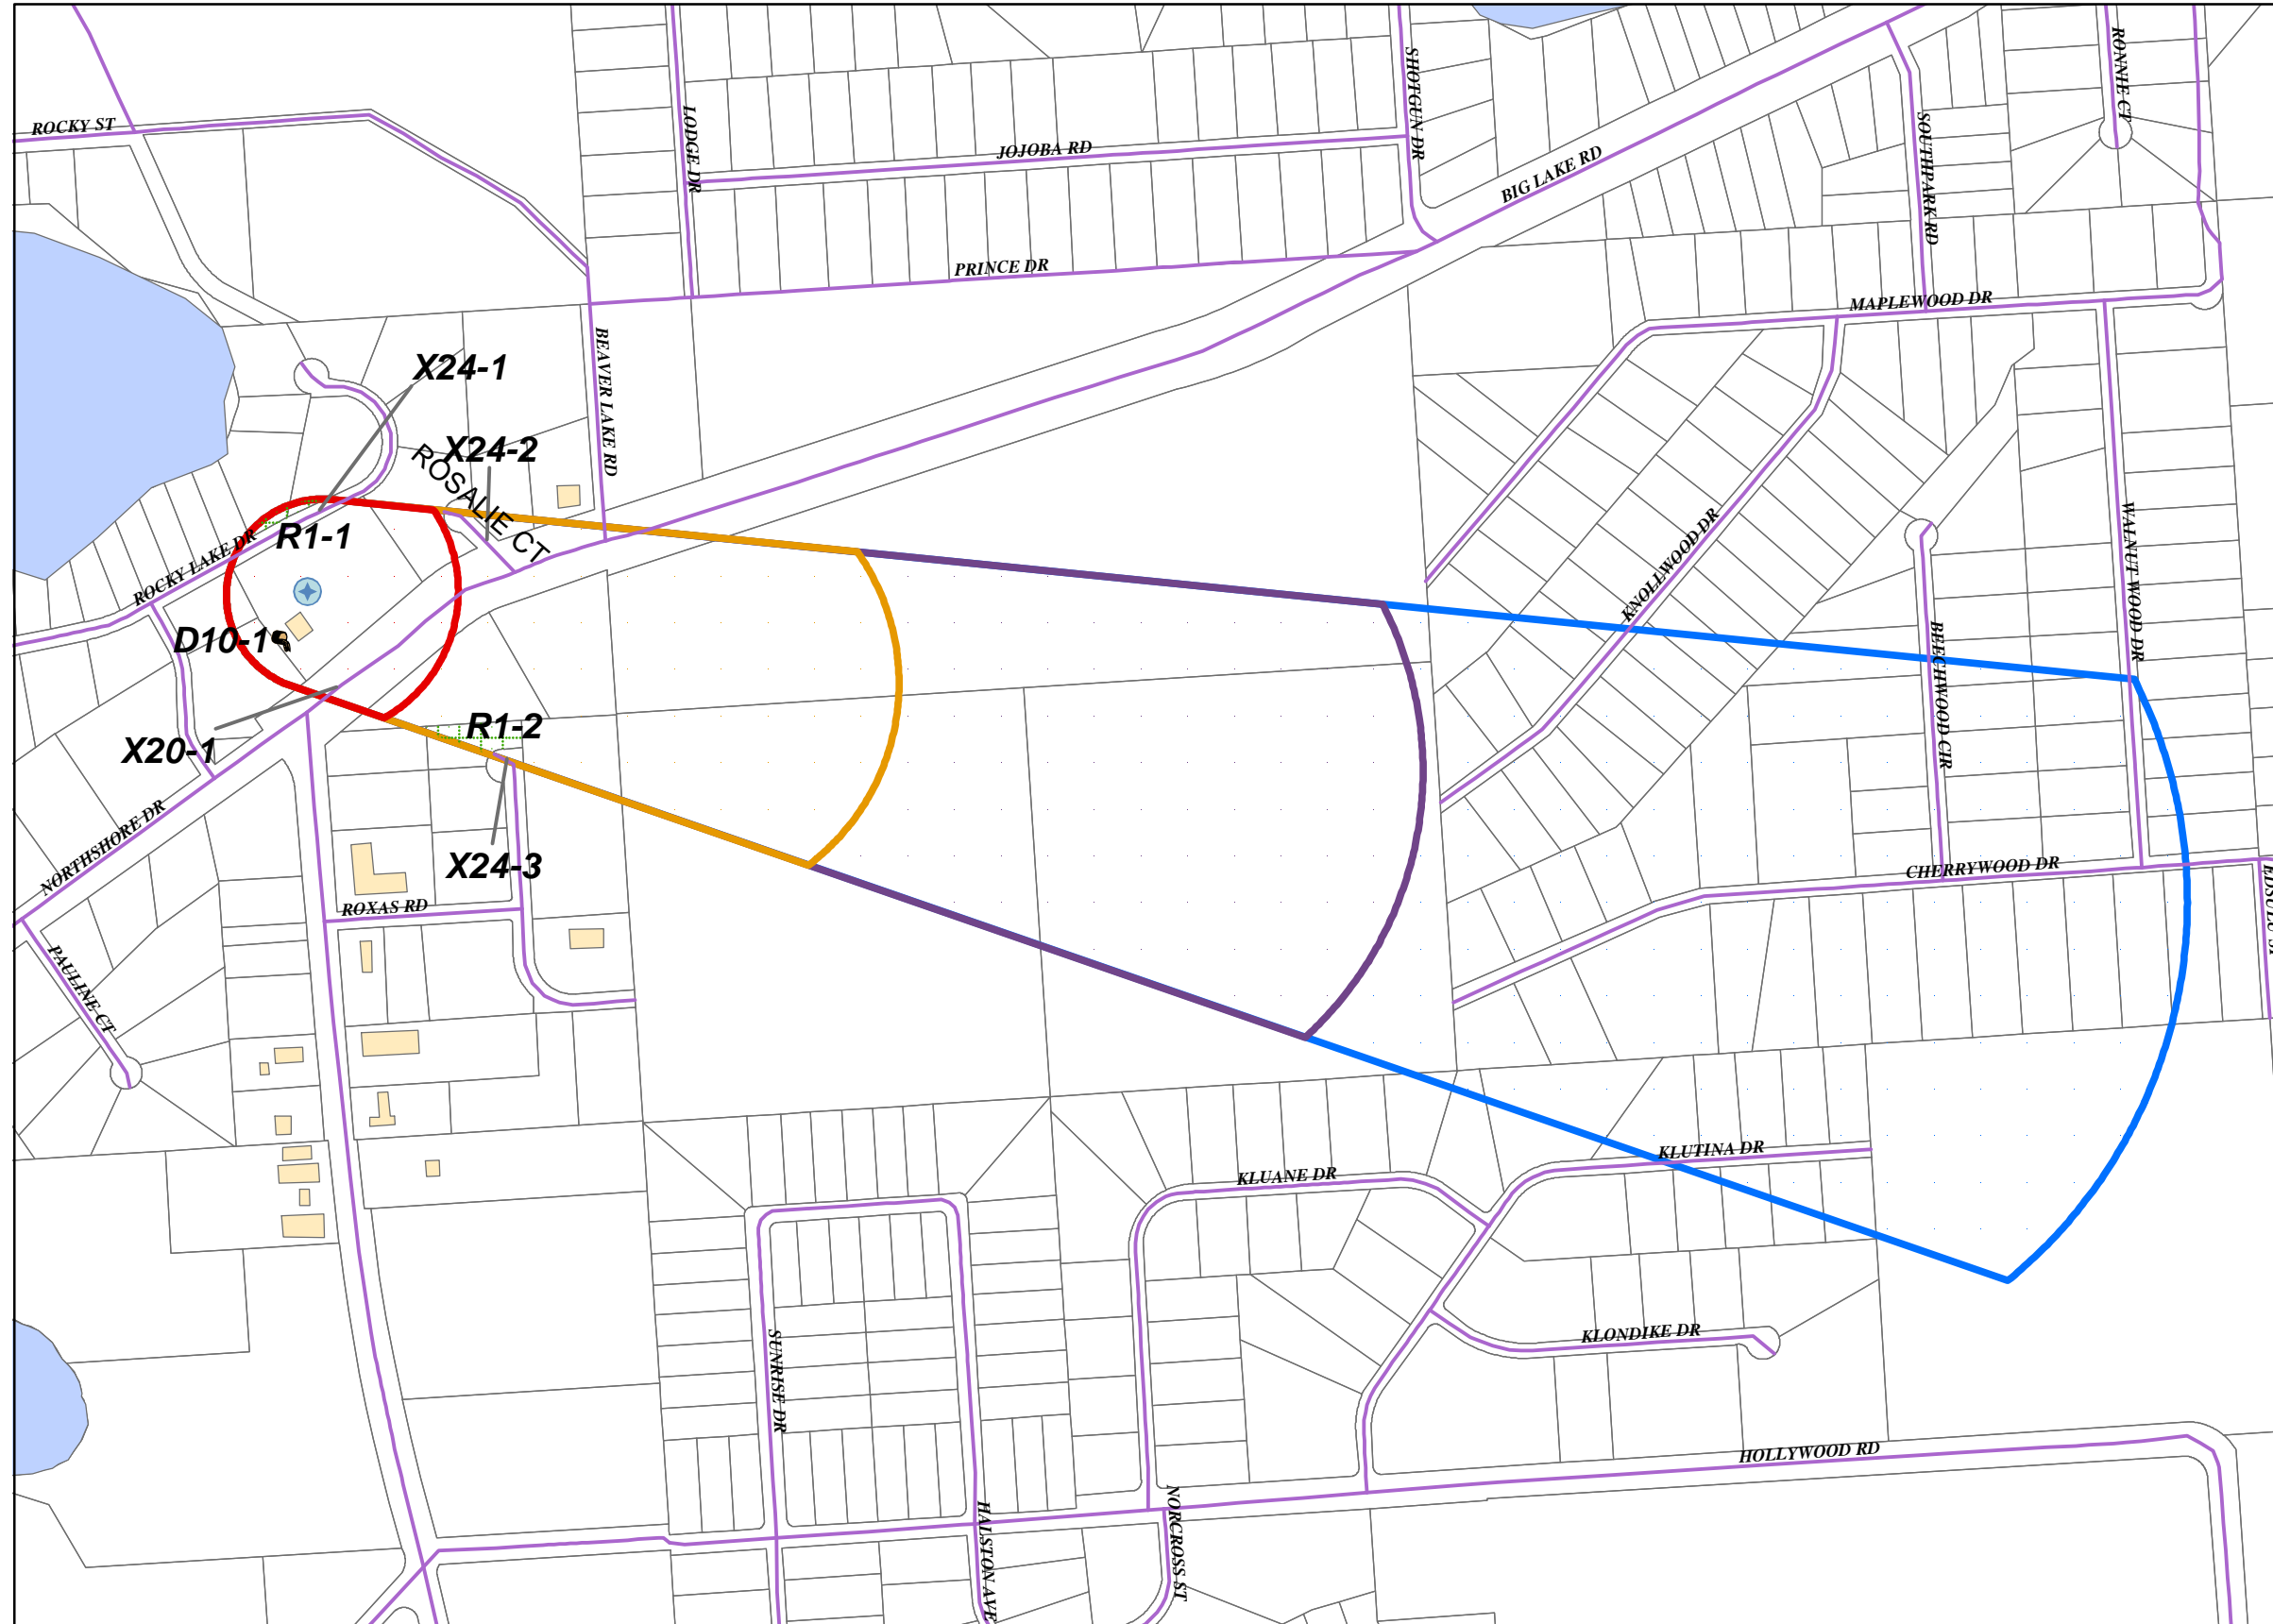 ROCKY ST
LODGE DR
JOJOBA RD
SHOTGUN DR
BIG LAKE RD
SOUTHPARK RD
RONNIE CT
PRINCE DR
MAPLEWOOD DR
BEAVER LAKE RD
X24-1
X24-2
ROSALIE CT
R1-1
ROCKY LAKE DR
D10-1
X20-1
R1-2
X24-3
NORTHSHORE DR
ROXAS RD
PAULINE CT
KNOLLWOOD DR
BEECHWOOD CIR
WALNUT WOOD DR
CHERRYWOOD DR
KLUANE DR
KLUTINA DR
KLONDIKE DR
SUNRISE DR
HOLLYWOOD RD
HALSTON AVE
NORCROSS ST